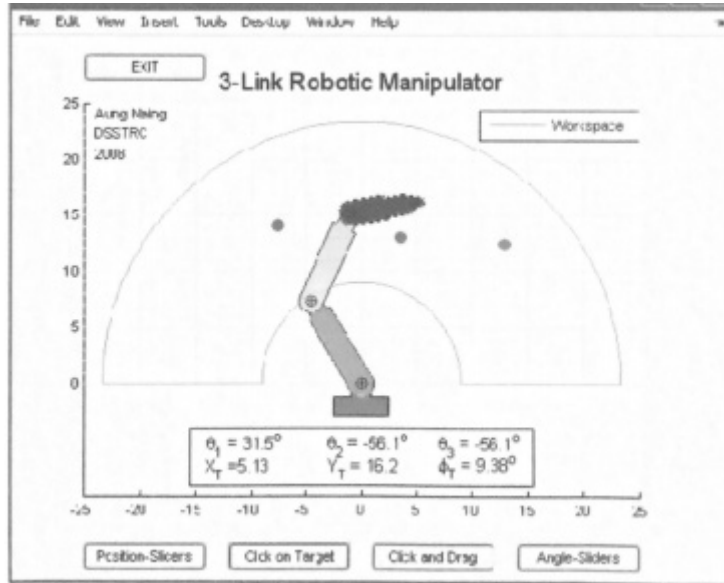 File Edit View Insert Tools Desktop Window Help
EXIT
3-Link Robotic Manipulator
Aung Naing
DSSTRC
2008
Workspace
25
20
15
10
5
0
θ1 = 31.5° θ2 = -56.1° θ3 = -56.1°
XT =5.13 YT = 16.2 ϕT = 9.38°
-25 -20 -15 -10 -5 0 5 10 15 20 25
Position-Slicers Click on Target Click and Drag Angle-Sliders